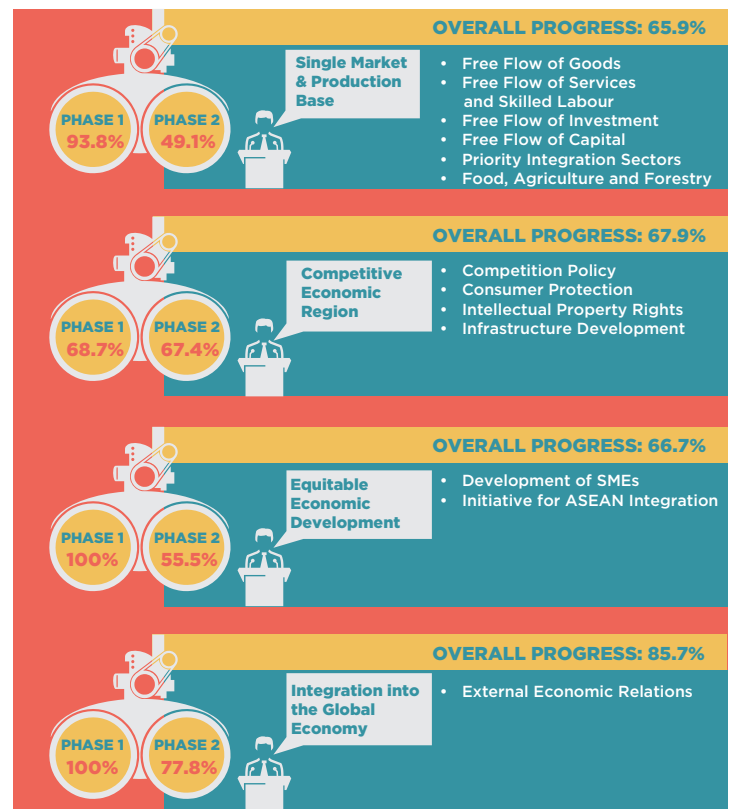 OVERALL PROGRESS: 65.9%
Single Market
& Production
Base
• Free Flow of Goods
• Free Flow of Services
and Skilled Labour
• Free Flow of Investment
• Free Flow of Capital
• Priority Integration Sectors
• Food, Agriculture and Forestry
PHASE 1
93.8%
PHASE 2
49.1%
OVERALL PROGRESS: 67.9%
Competitive
Economic
Region
• Competition Policy
• Consumer Protection
• Intellectual Property Rights
• Infrastructure Development
PHASE 1
68.7%
PHASE 2
67.4%
OVERALL PROGRESS: 66.7%
Equitable
Economic
Development
• Development of SMEs
• Initiative for ASEAN Integration
PHASE 1
100%
PHASE 2
55.5%
OVERALL PROGRESS: 85.7%
Integration into
the Global
Economy
• External Economic Relations
PHASE 1
100%
PHASE 2
77.8%